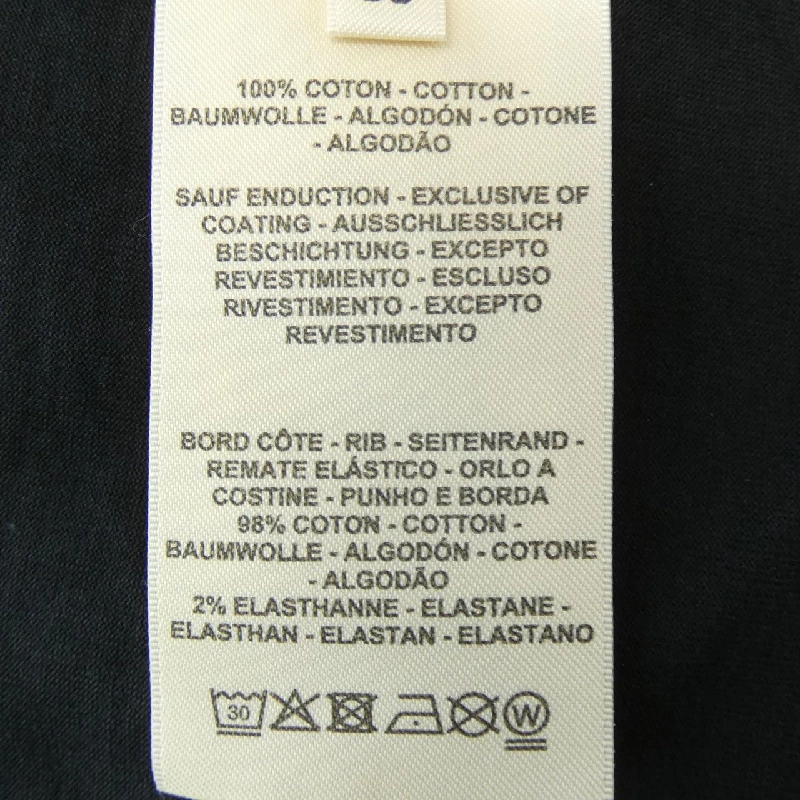 100% COTON - COTTON -
BAUMWOLLE - ALGODÓN - COTONE
- ALGODÃO
SAUF ENDUCTION - EXCLUSIVE OF
COATING - AUSSCHLIESSLICH
BESCHICHTUNG - EXCEPTO
REVESTIMIENTO - ESCLUSO
RIVESTIMENTO - EXCEPTO
REVESTIMENTO
BORD CÔTE - RIB - SEITENRAND -
REMATE ELÁSTICO - ORLO A
COSTINE - PUNHO E BORDA
98% COTON - COTTON -
BAUMWOLLE - ALGODÓN - COTONE
- ALGODÃO
2% ELASTHANNE - ELASTANE -
ELASTHAN - ELASTAN - ELASTANO
30 W